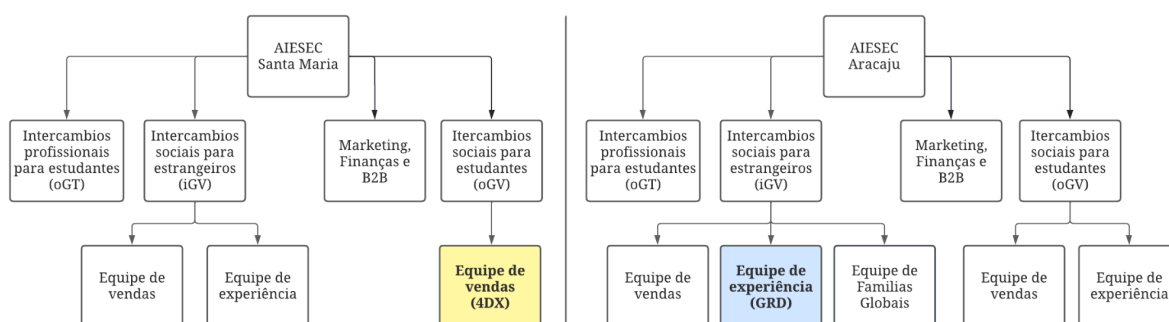 AIESEC
Santa Maria
Intercambios
profissionais
para estudantes
(oGT)
Intercambios
sociais para
estrangeiros
(iGV)
Marketing,
Finanças e
B2B
Itercambios
sociais para
estudantes
(oGV)
Equipe de
vendas
Equipe de
experiência
Equipe de
vendas
(4DX)
AIESEC
Aracaju
Intercambios
profissionais
para estudantes
(oGT)
Intercambios
sociais para
estrangeiros
(iGV)
Marketing,
Finanças e
B2B
Itercambios
sociais para
estudantes
(oGV)
Equipe de
vendas
Equipe de
experiência
(GRD)
Equipe de
Familias
Globais
Equipe de
vendas
Equipe de
experiência